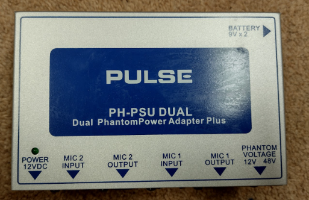 BATTERY
9V x 2
PULSE
PH-PSU DUAL
Dual PhantomPower Adapter Plus
POWER
12VDC
MIC 2
INPUT
MIC 2
OUTPUT
MIC 1
INPUT
MIC 1
OUTPUT
PHANTOM
VOLTAGE
12V 48V